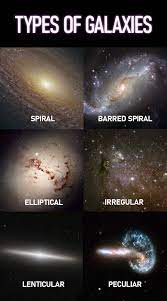 TYPES OF GALAXIES
SPIRAL
BARRED SPIRAL
ELLIPTICAL
IRREGULAR
LENTICULAR
PECULIAR